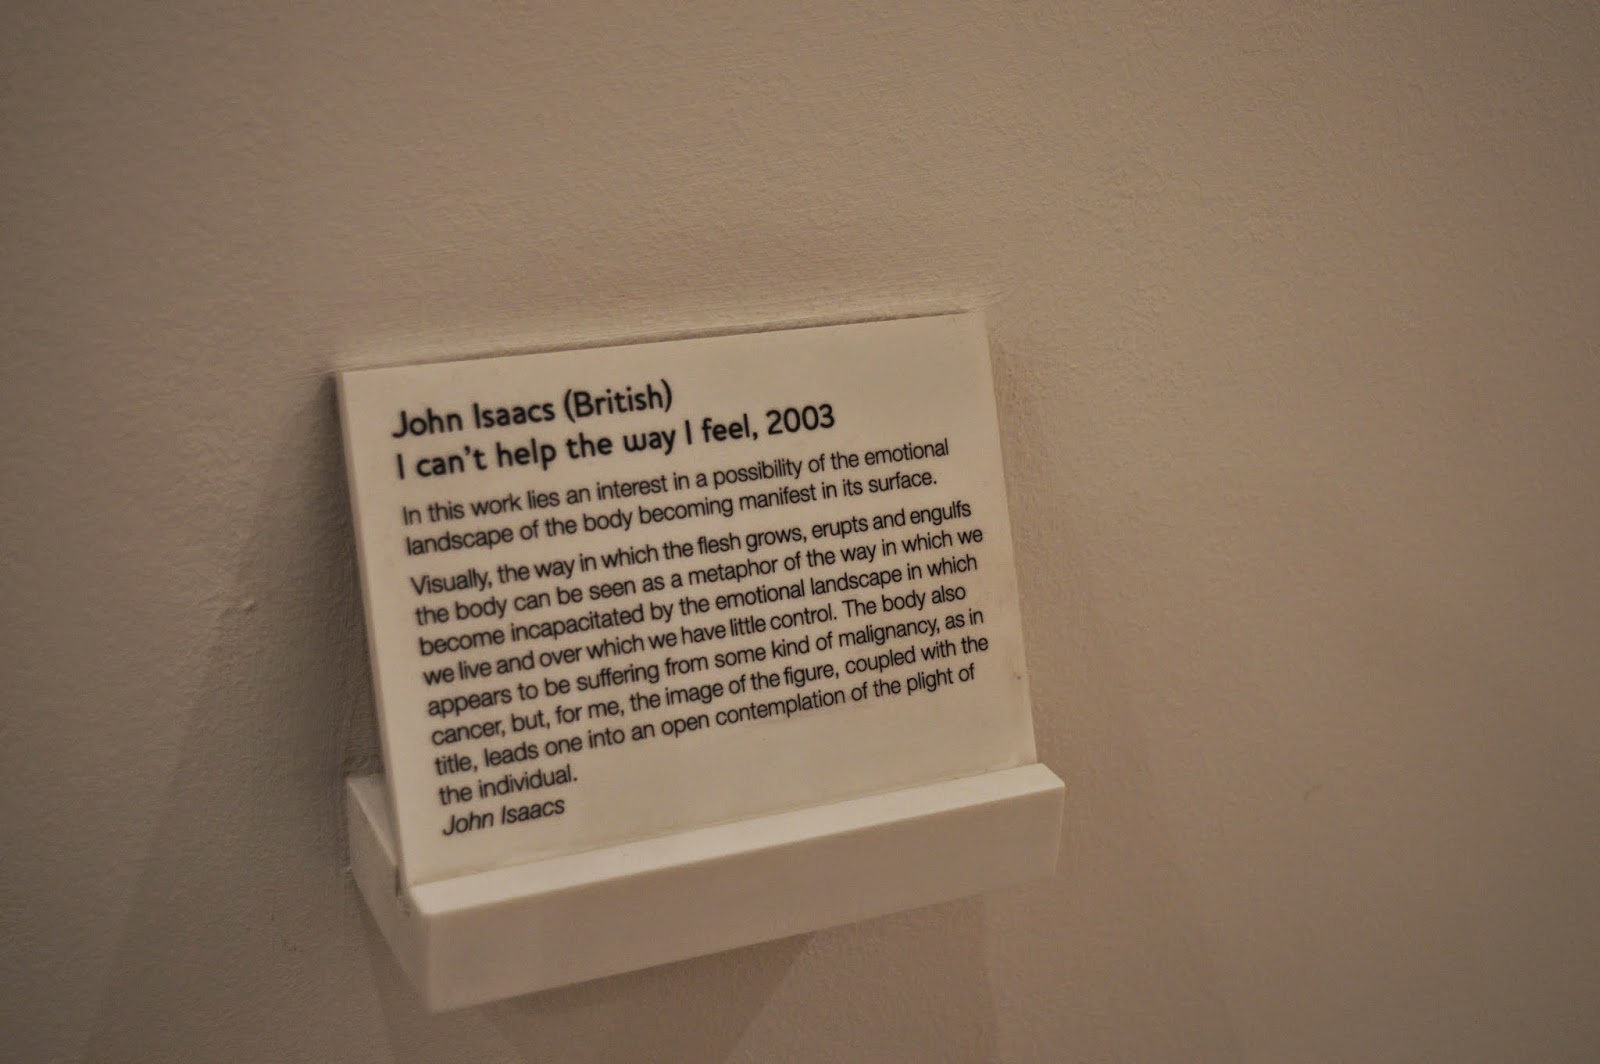 John Isaacs (British)
I can't help the way I feel, 2003
In this work lies an interest in a possibility of the emotional
landscape of the body becoming manifest in its surface.
Visually, the way in which the flesh grows, erupts and engulfs
the body can be seen as a metaphor of the way in which we
become incapacitated by the emotional landscape in which
we live and over which we have little control. The body also
appears to be suffering from some kind of malignancy, as in
cancer, but, for me, the image of the figure, coupled with the
title, leads one into an open contemplation of the plight of
the individual.
John Isaacs